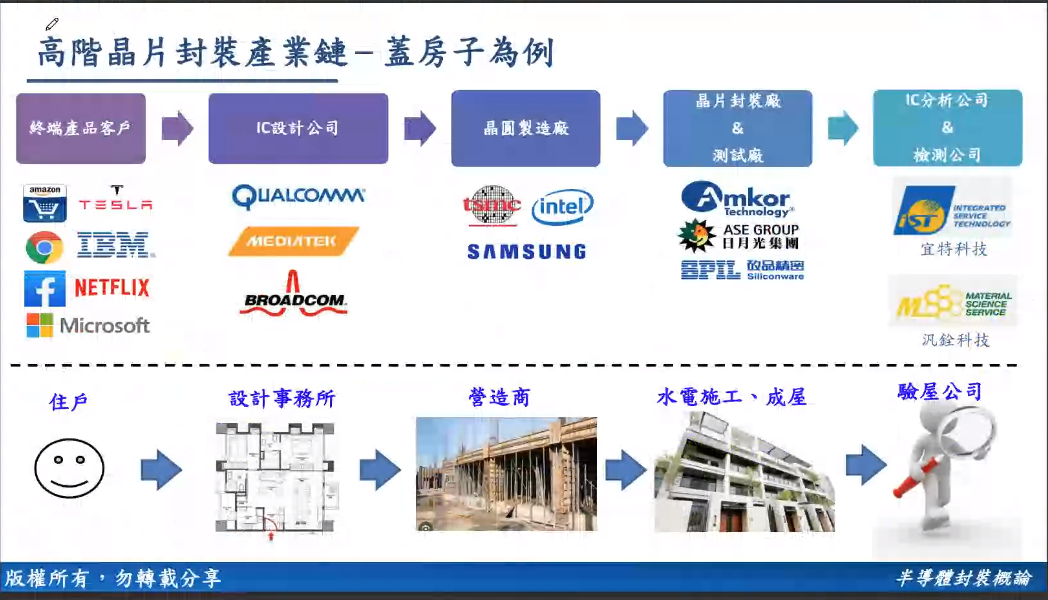 高階晶片封裝產業鏈－蓋房子為例
終端產品客戶
IC設計公司
晶圓製造廠
晶片封裝廠
&
測試廠
IC分析公司
&
檢測公司
amazon
TESLA
IBM
NETFLIX
Microsoft
QUALCOMM
MEDIATEK
BROADCOM
tsmc
intel
SAMSUNG
Amkor
Technology
ASE GROUP
日月光集團
SPIL
矽品精密
Siliconware
iST
INTEGRATED
SERVICE
TECHNOLOGY
宜特科技
MSS
MATERIAL
SCIENCE
SERVICE
汎銓科技
住戶
設計事務所
營造商
水電施工、成屋
驗屋公司
版權所有，勿轉載分享
半導體封裝概論